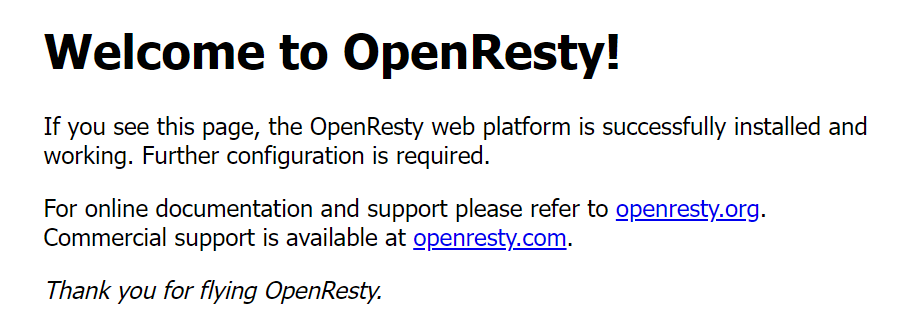 Welcome to OpenResty!
If you see this page, the OpenResty web platform is successfully installed and
working. Further configuration is required.
For online documentation and support please refer to openresty.org.
Commercial support is available at openresty.com.
Thank you for flying OpenResty.